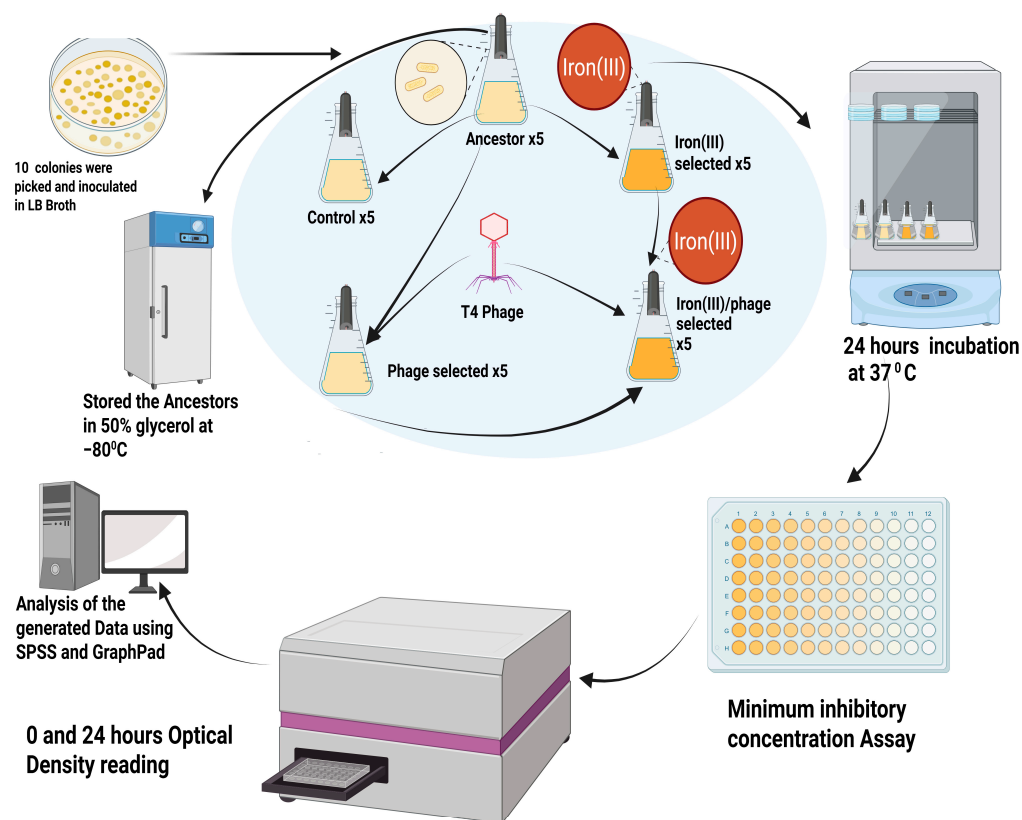 10 colonies were
picked and inoculated
in LB Broth
Ancestor x5
Iron(III)
Iron(III)
selected x5
Control x5
Iron(III)
T4 Phage
Iron(III)/phage
selected
x5
Phage selected x5
24 hours incubation
at 37⁰C
Stored the Ancestors
in 50% glycerol at
−80⁰C
1 2 3 4 5 6 7 8 9 10 11 12
A
B
C
D
E
F
G
H
Minimum inhibitory
concentration Assay
Analysis of the
generated Data using
SPSS and GraphPad
0 and 24 hours Optical
Density reading